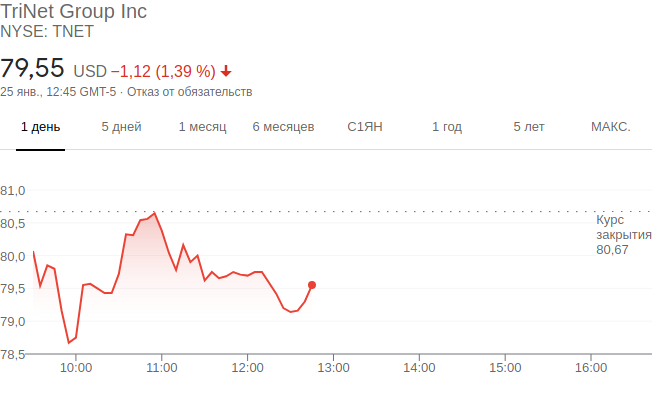 TriNet Group Inc
NYSE: TNET
79,55 USD −1,12 (1,39 %)
25 янв., 12:45 GMT-5 · Отказ от обязательств
1 день 5 дней 1 месяц 6 месяцев С1ЯН 1 год 5 лет МАКС.
81,0
80,5
Курс
закрытия
80,67
80,0
79,5
79,0
78,5
10:00 11:00 12:00 13:00 14:00 15:00 16:00